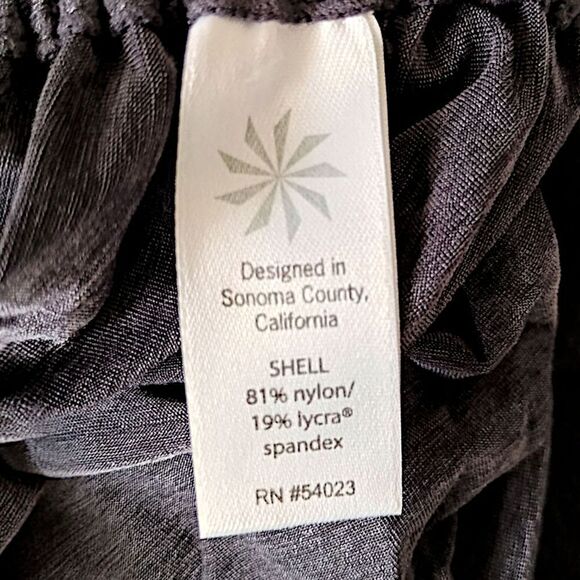 Designed in
Sonoma County,
California
SHELL
81% nylon/
19% lycra®
spandex
RN #54023